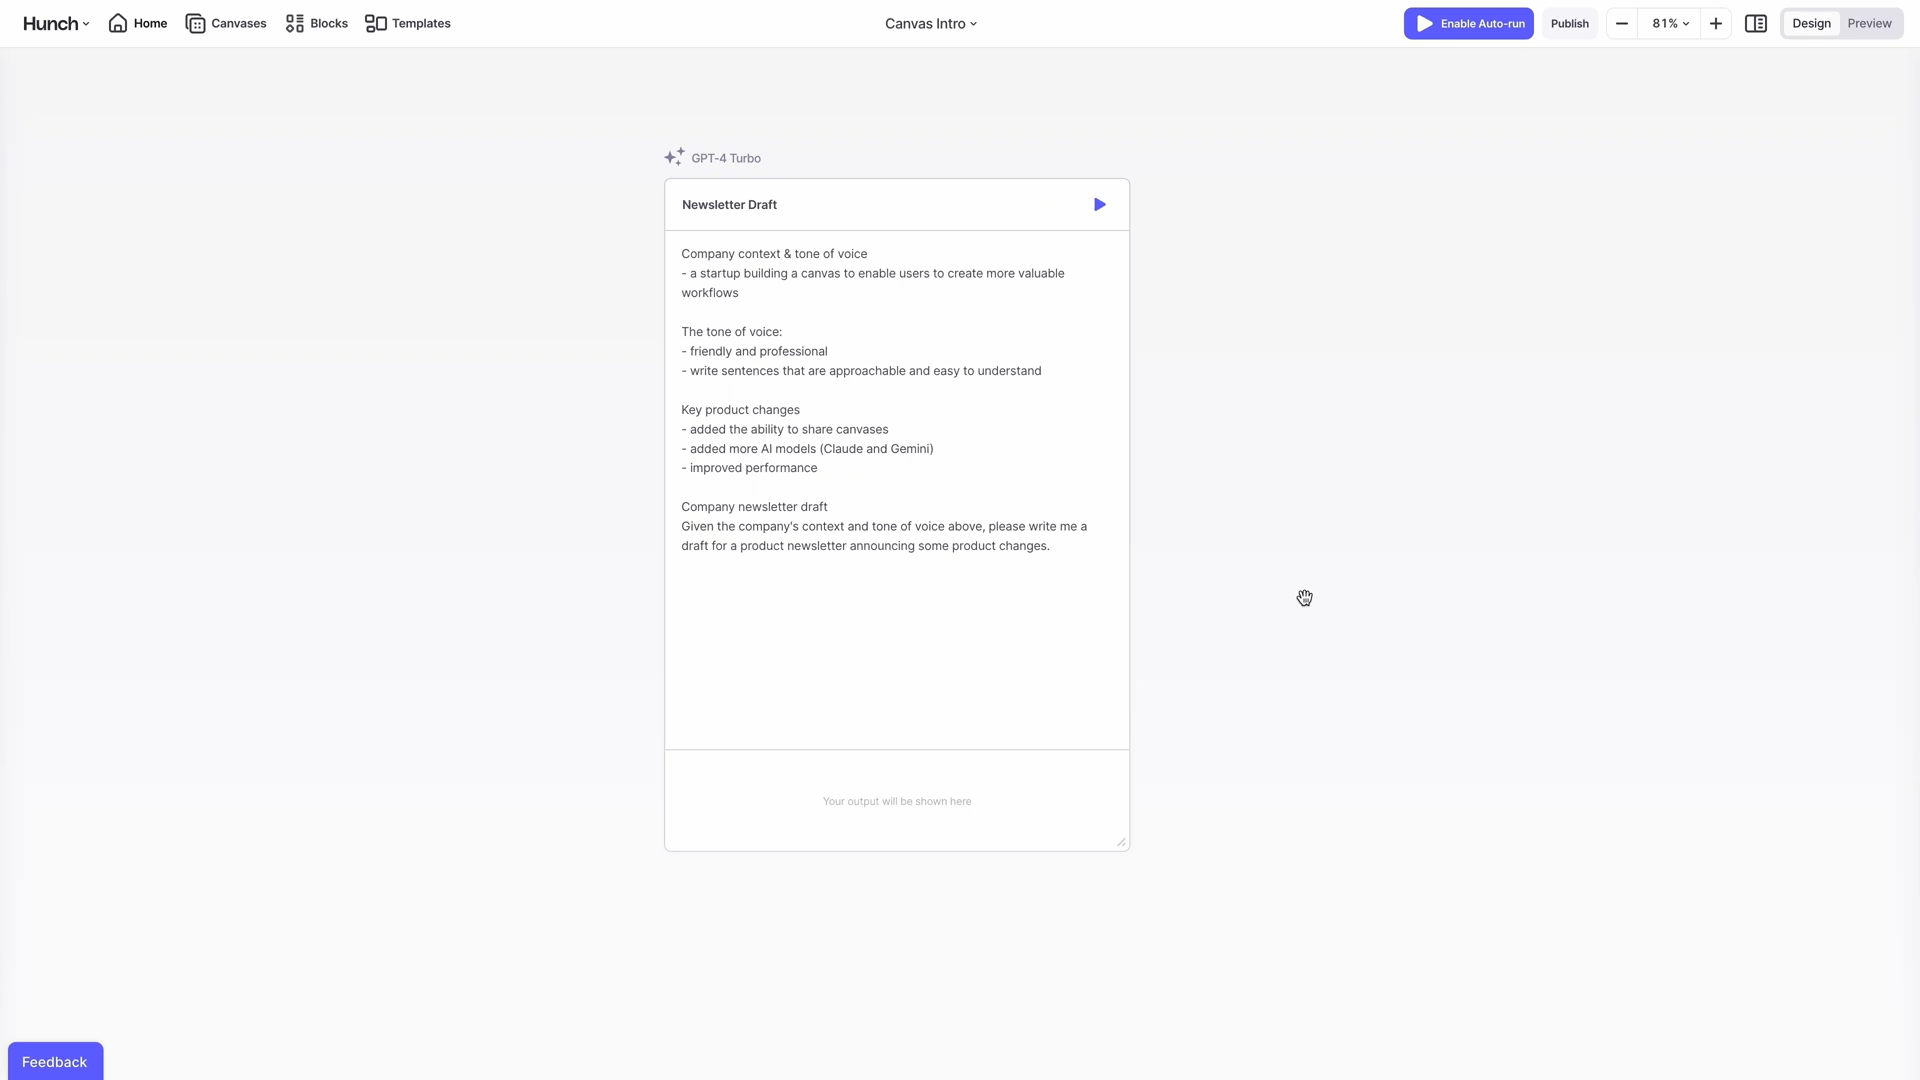 Hunch Home Canvases Blocks Templates Canvas Intro Enable Auto-run Publish 81% Design Preview
GPT-4 Turbo
Newsletter Draft
Company context & tone of voice
- a startup building a canvas to enable users to create more valuable
workflows
The tone of voice:
- friendly and professional
- write sentences that are approachable and easy to understand
Key product changes
- added the ability to share canvases
- added more AI models (Claude and Gemini)
- improved performance
Company newsletter draft
Given the company's context and tone of voice above, please write me a
draft for a product newsletter announcing some product changes.
Your output will be shown here
Feedback